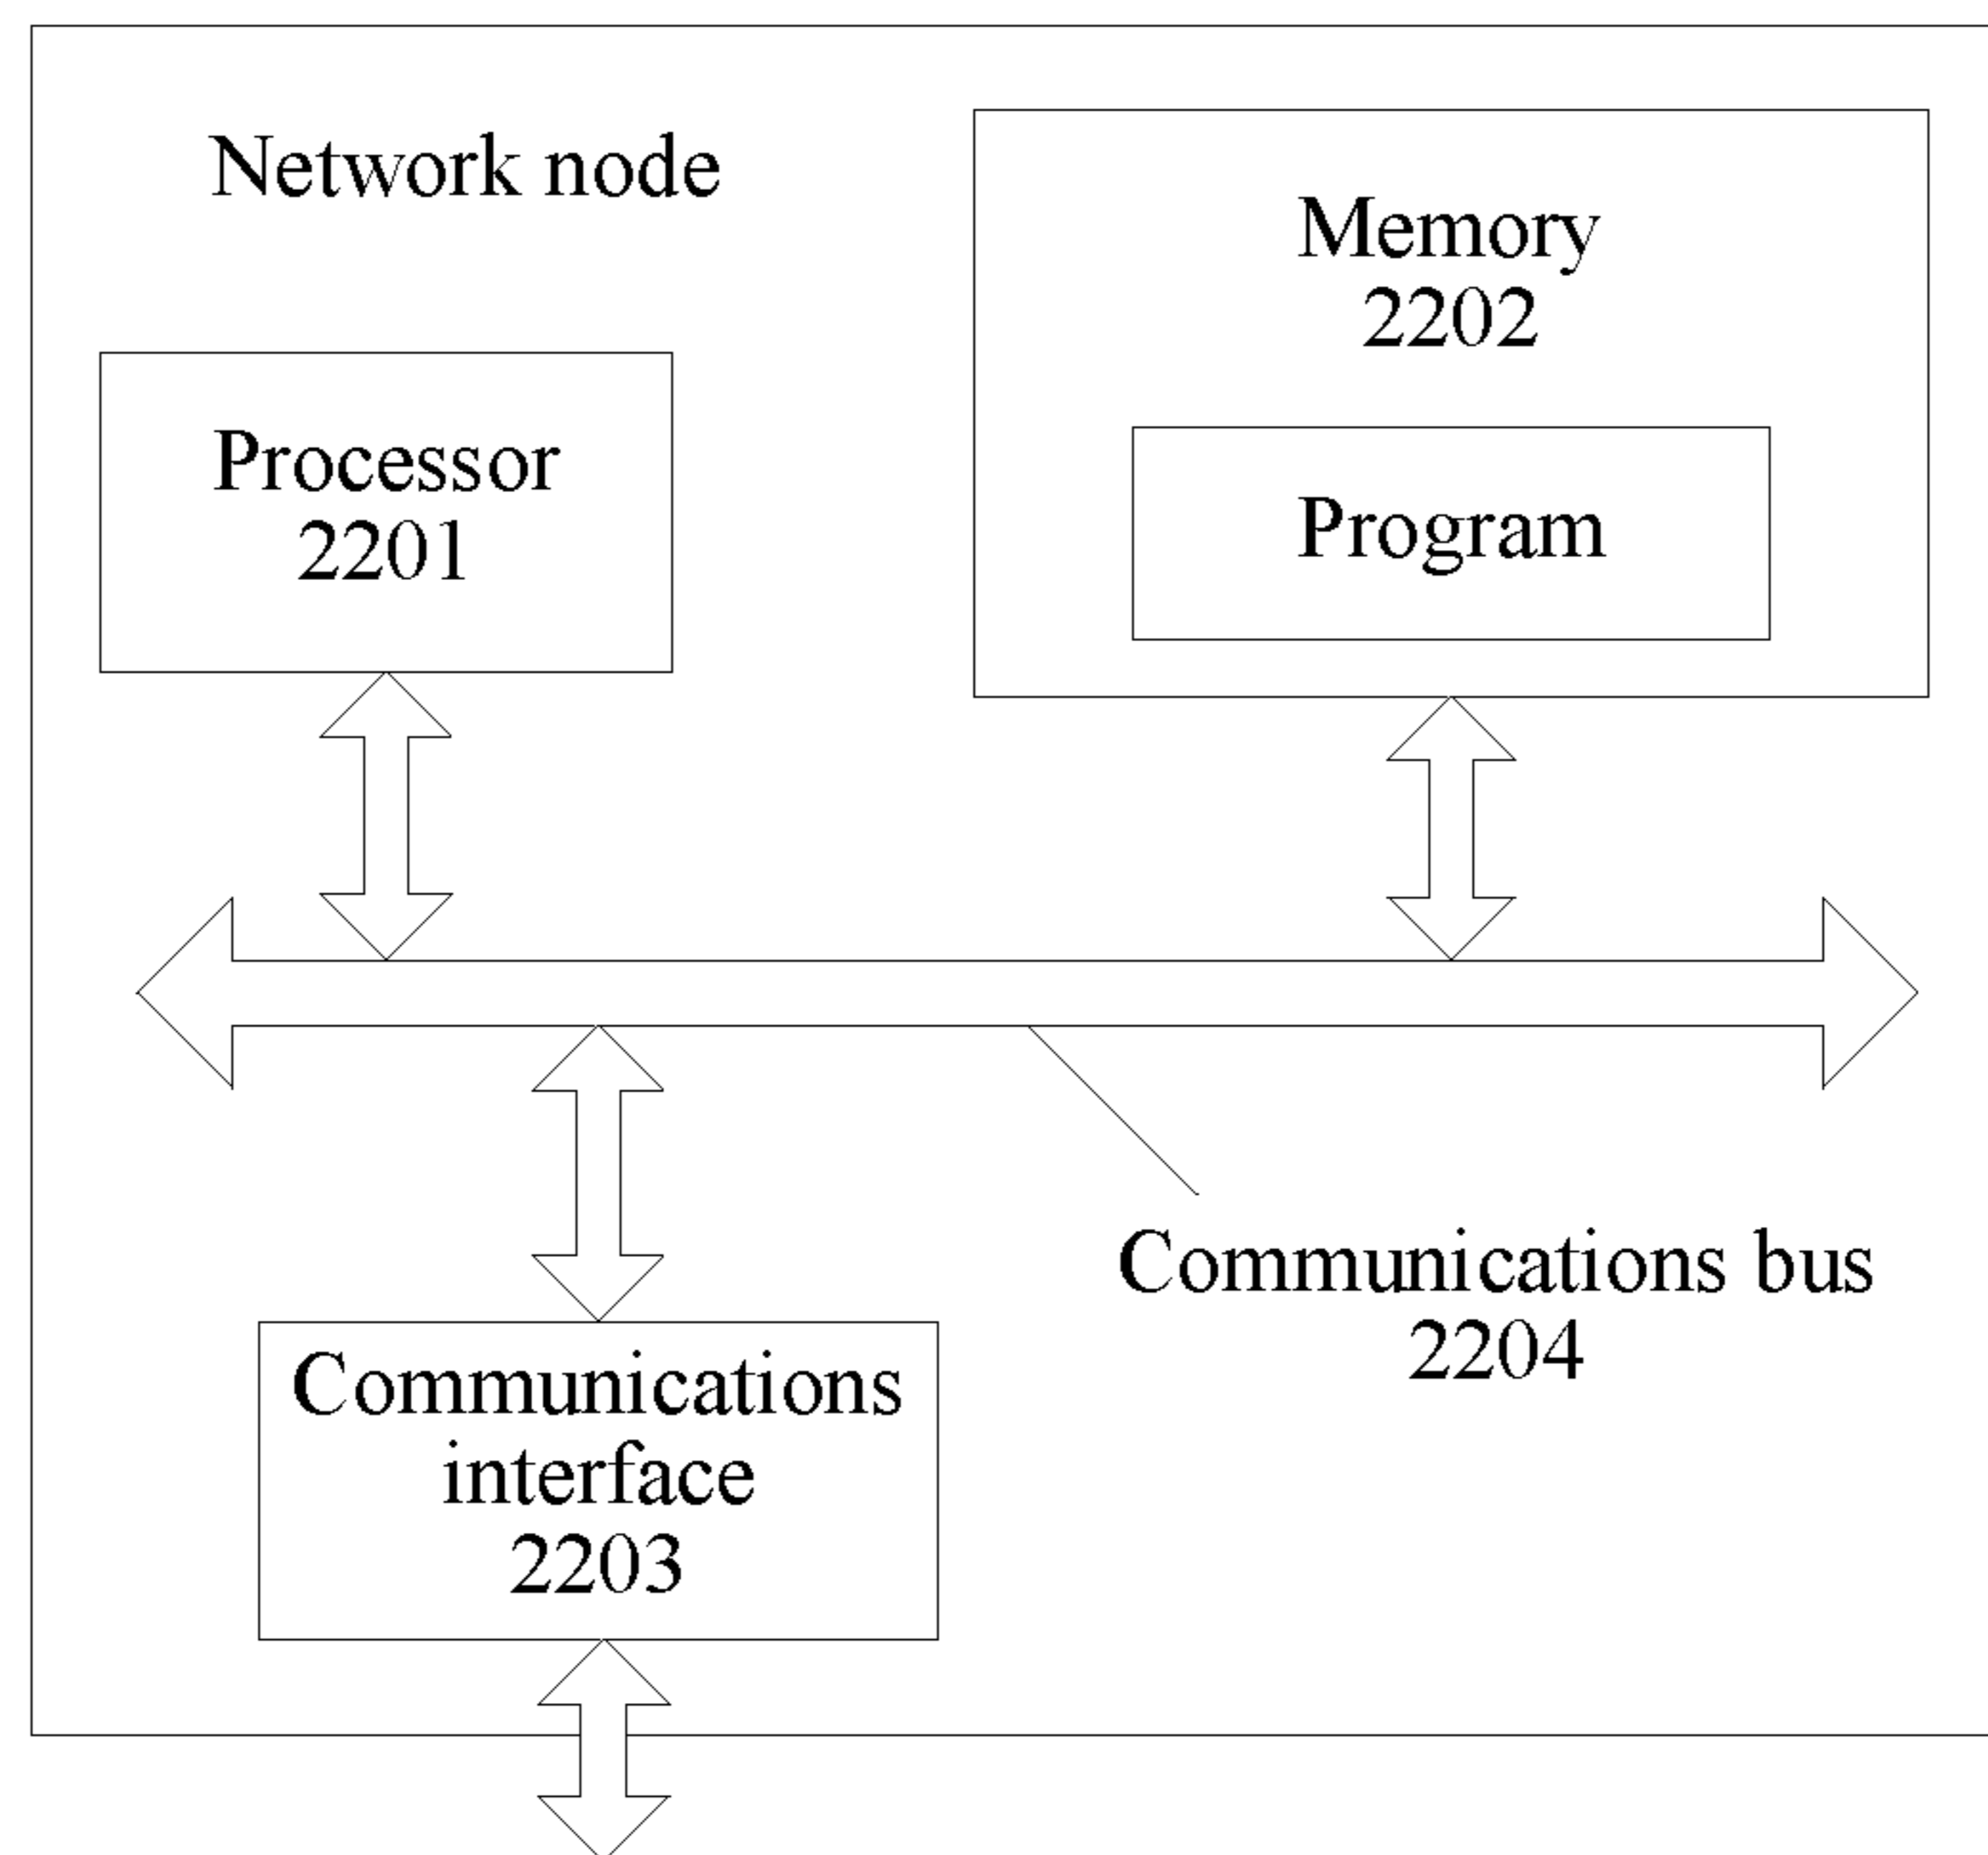 Network node
Memory
2202
Processor
2201
Program
Communications bus
2204
Communications
interface
2203